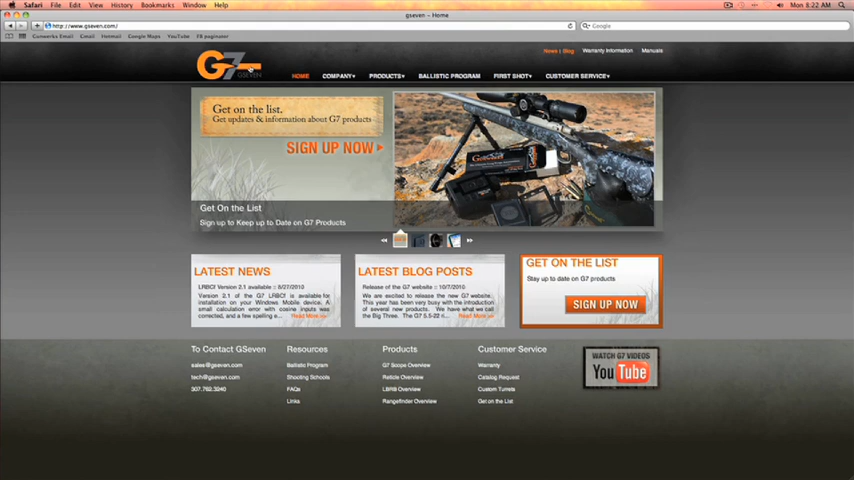 Safari File Edit View History Bookmarks Window Help
Mon 8:22 AM
gseven – Home
http://www.gseven.com/
Google
Gunwerks Email Gmail Hotmail Google Maps YouTube
G7
GSEVEN
News | Blog Warranty Information Manuals
HOME COMPANY▾ PRODUCTS▾ BALLISTIC PROGRAM FIRST SHOT▾ CUSTOMER SERVICE▾
Get on the list.
Get updates & information about G7 products
SIGN UP NOW
GSeven
Get On the List
Sign up to Keep up to Date on G7 Products
LATEST NEWS
LRBCf Version 2.1 available :: 8/27/2010
Version 2.1 of the G7 LRBCf is available for
installation on your Windows Mobile device. A
small calculation error with cosine inputs was
corrected, and a few spelling e... Read More >>
LATEST BLOG POSTS
Release of the G7 website :: 10/7/2010
We are excited to release the new G7 website.
This year has been very busy with the introduction
of several new products. We have what we call
the Big Three. The G7 5.5-22 n... Read More >>
GET ON THE LIST
Stay up to date on G7 products
SIGN UP NOW
To Contact GSeven
sales@gseven.com
tech@gseven.com
307.762.3240
Resources
Ballistic Program
Shooting Schools
FAQs
Links
Products
G7 Scope Overview
Reticle Overview
LBRB Overview
Rangefinder Overview
Customer Service
Warranty
Catalog Request
Custom Turrets
Get on the List
WATCH G7 VIDEOS
YouTube